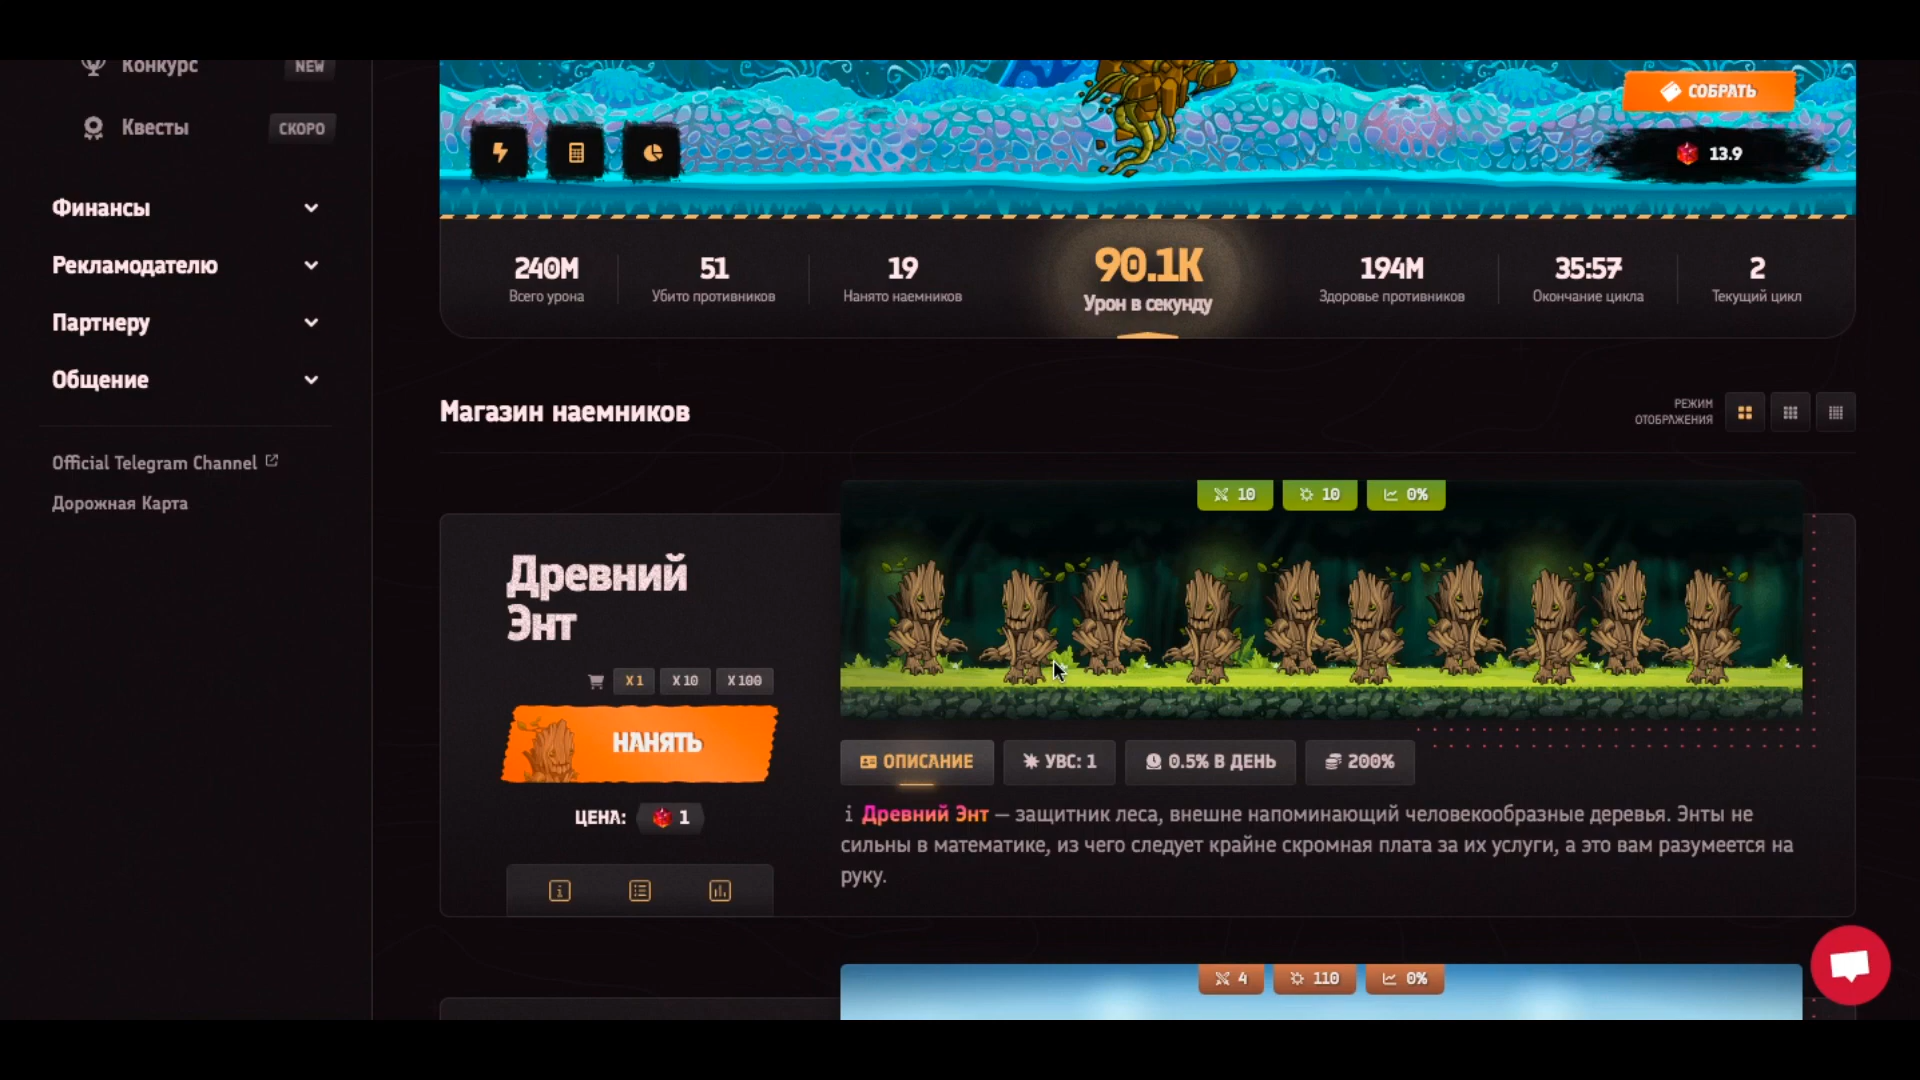 Конкурс
NEW
Квесты
СКОРО
Финансы
Рекламодателю
Партнеру
Общение
Official Telegram Channel
Дорожная Карта
СОБРАТЬ
13.9
240M
Всего урона
51
Убито противников
19
Нанято наемников
90.1K
Урон в секунду
194M
Здоровье противников
35:57
Окончание цикла
2
Текущий цикл
Магазин наемников
РЕЖИМ
ОТОБРАЖЕНИЯ
10
10
0%
Древний
Энт
X1
X10
X100
НАНЯТЬ
ЦЕНА:
1
ОПИСАНИЕ
УВС: 1
0.5% В ДЕНЬ
200%
i Древний Энт — защитник леса, внешне напоминающий человекообразные деревья. Энты не
сильны в математике, из чего следует крайне скромная плата за их услуги, а это вам разумеется на
руку.
4
110
0%